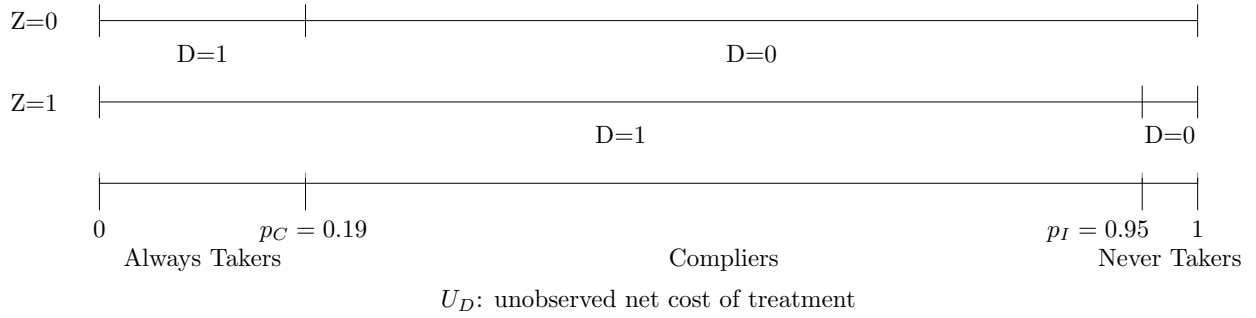 Z=0
D=1 D=0
Z=1
D=1 D=0
0 p_C = 0.19 p_I = 0.95 1
Always Takers Compliers Never Takers
U_D: unobserved net cost of treatment